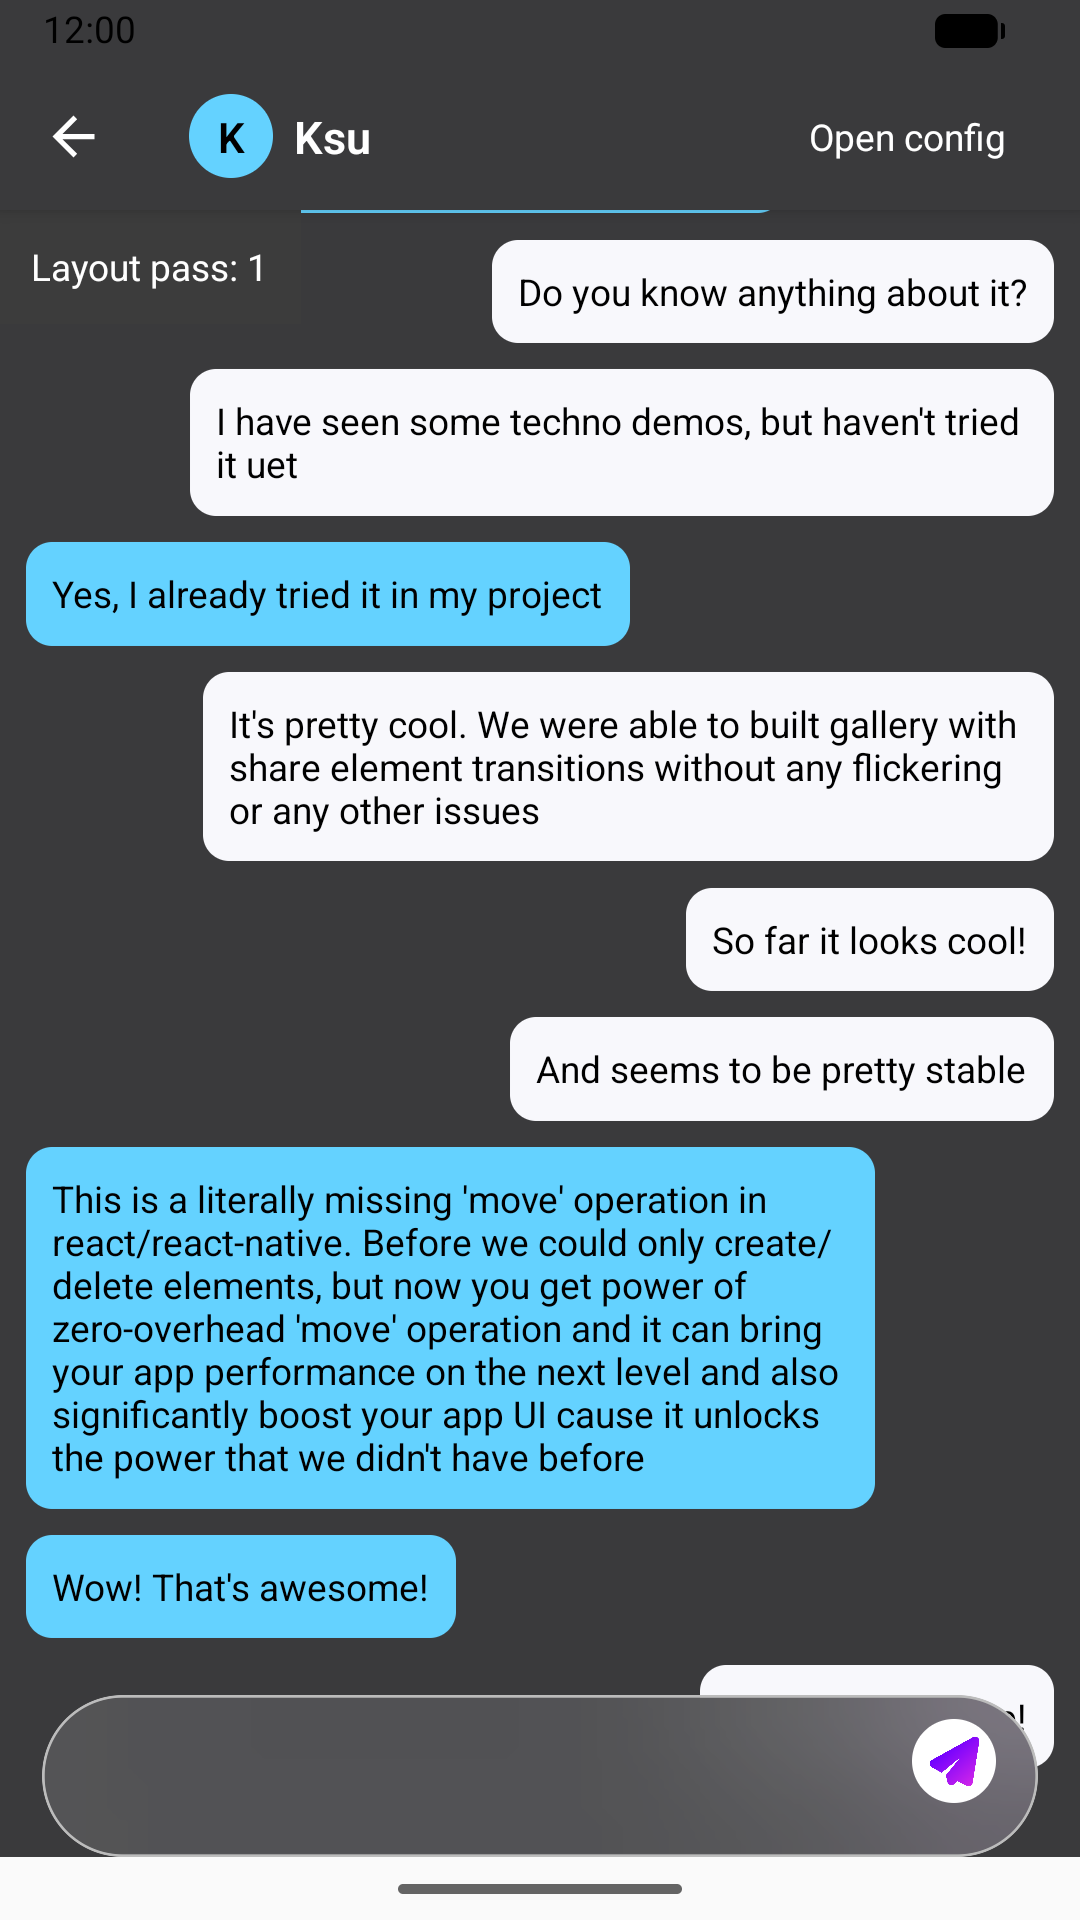 12:00
K
Ksu
Open config
Layout pass: 1
Do you know anything about it?
I have seen some techno demos, but haven't tried
it uet
Yes, I already tried it in my project
It's pretty cool. We were able to built gallery with
share element transitions without any flickering
or any other issues
So far it looks cool!
And seems to be pretty stable
This is a literally missing 'move' operation in
react/react-native. Before we could only create/
delete elements, but now you get power of
zero-overhead 'move' operation and it can bring
your app performance on the next level and also
significantly boost your app UI cause it unlocks
the power that we didn't have before
Wow! That's awesome!